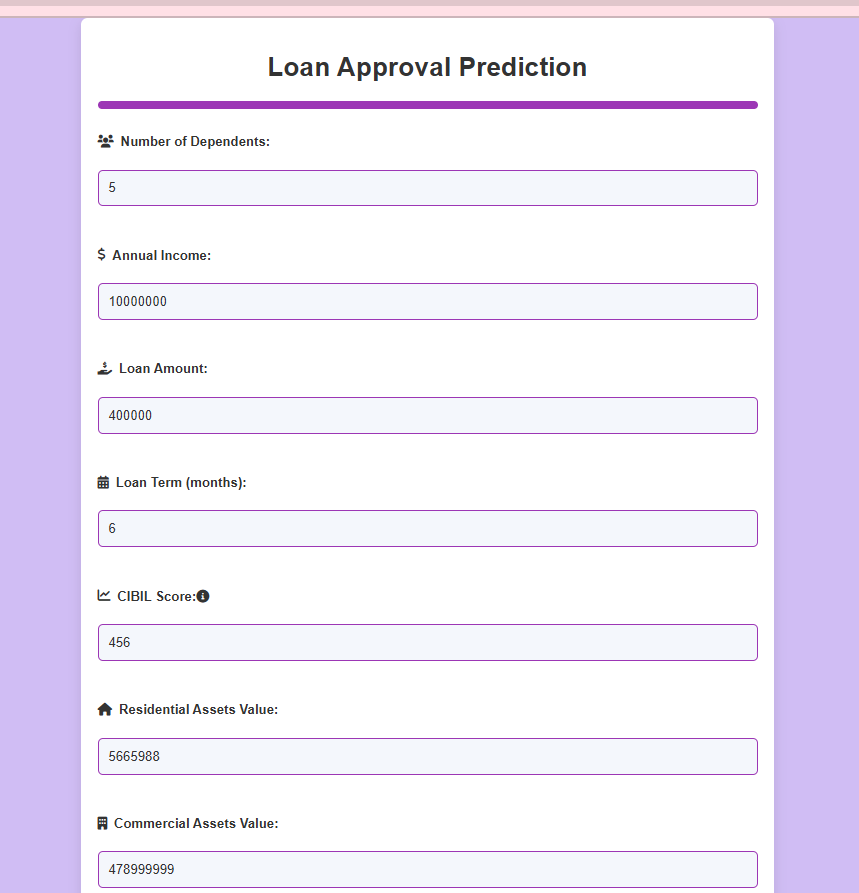 Loan Approval Prediction
Number of Dependents:
5
$ Annual Income:
10000000
Loan Amount:
400000
Loan Term (months):
6
CIBIL Score:
456
Residential Assets Value:
5665988
Commercial Assets Value:
478999999